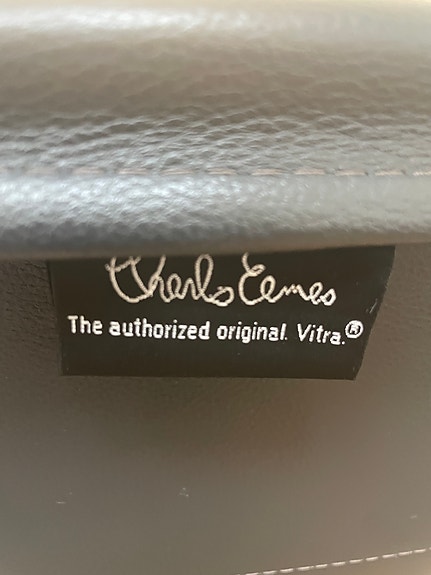 Charles Eames
The authorized original. Vitra.®